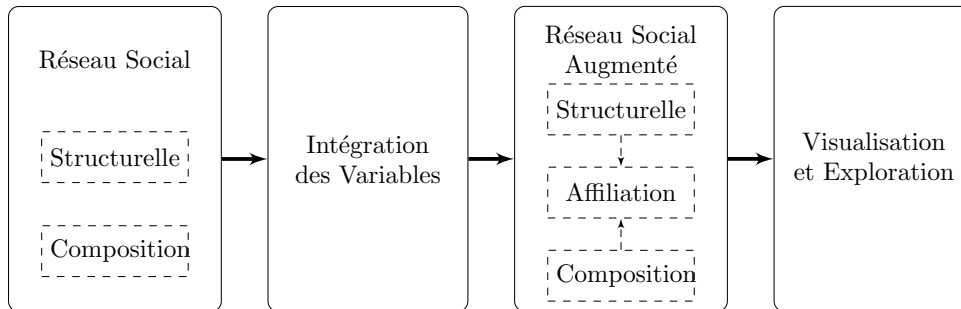 Réseau Social
Structurelle
Composition
Intégration
des Variables
Réseau Social
Augmenté
Structurelle
Affiliation
Composition
Visualisation
et Exploration